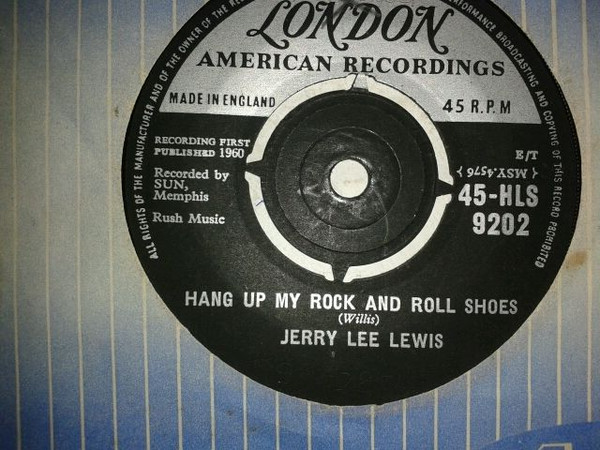 ALL RIGHTS OF THE MANUFACTURER AND OF THE OWNER OF THE
PERFORMANCE BROADCASTING AND COPYING OF THIS RECORD PROHIBITED
LONDON
AMERICAN RECORDINGS
MADE IN ENGLAND
45 R.P.M
RECORDING FIRST
PUBLISHED 1960
Recorded by
SUN,
Memphis
Rush Music
E/T
{ MSY.4576 }
45-HLS
9202
HANG UP MY ROCK AND ROLL SHOES
(Willis)
JERRY LEE LEWIS